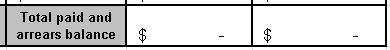 Total paid and
arrears balance
$ - $ -